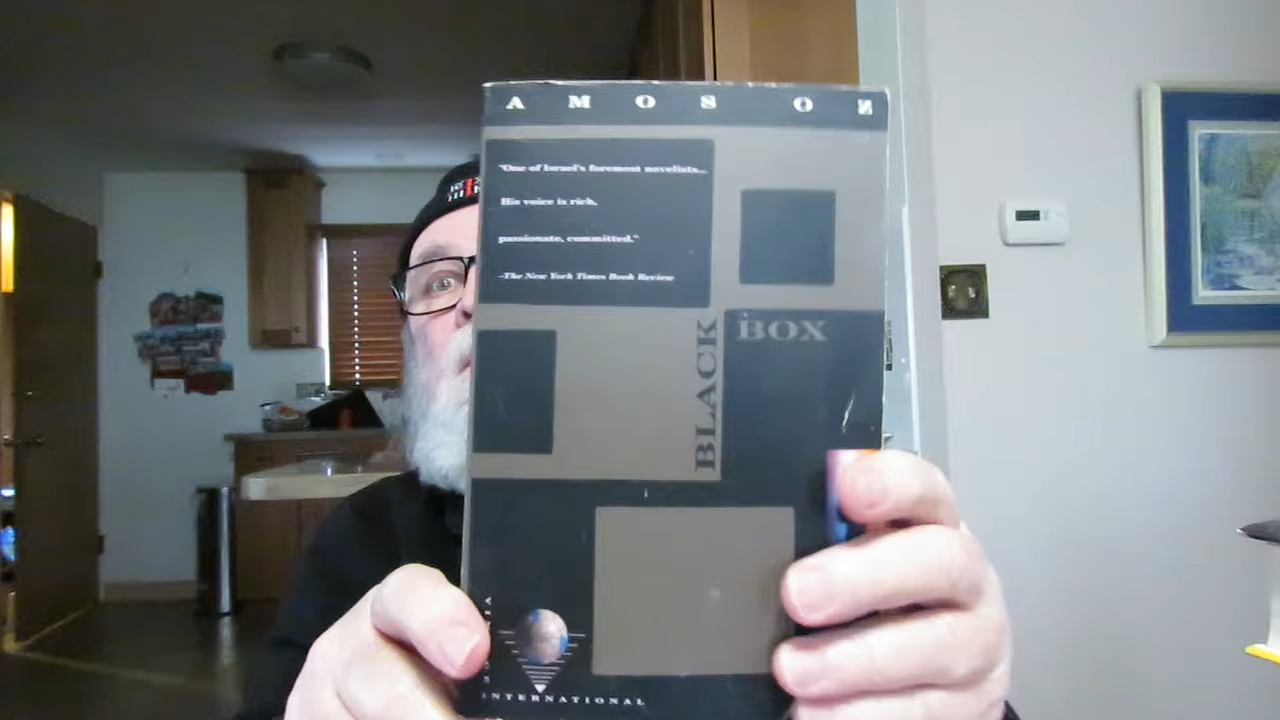 AMOS OZ
"One of Israel's foremost novelists...
His voice is rich,
passionate, committed."
-The New York Times Book Review
BLACK
BOX
INTERNATIONAL